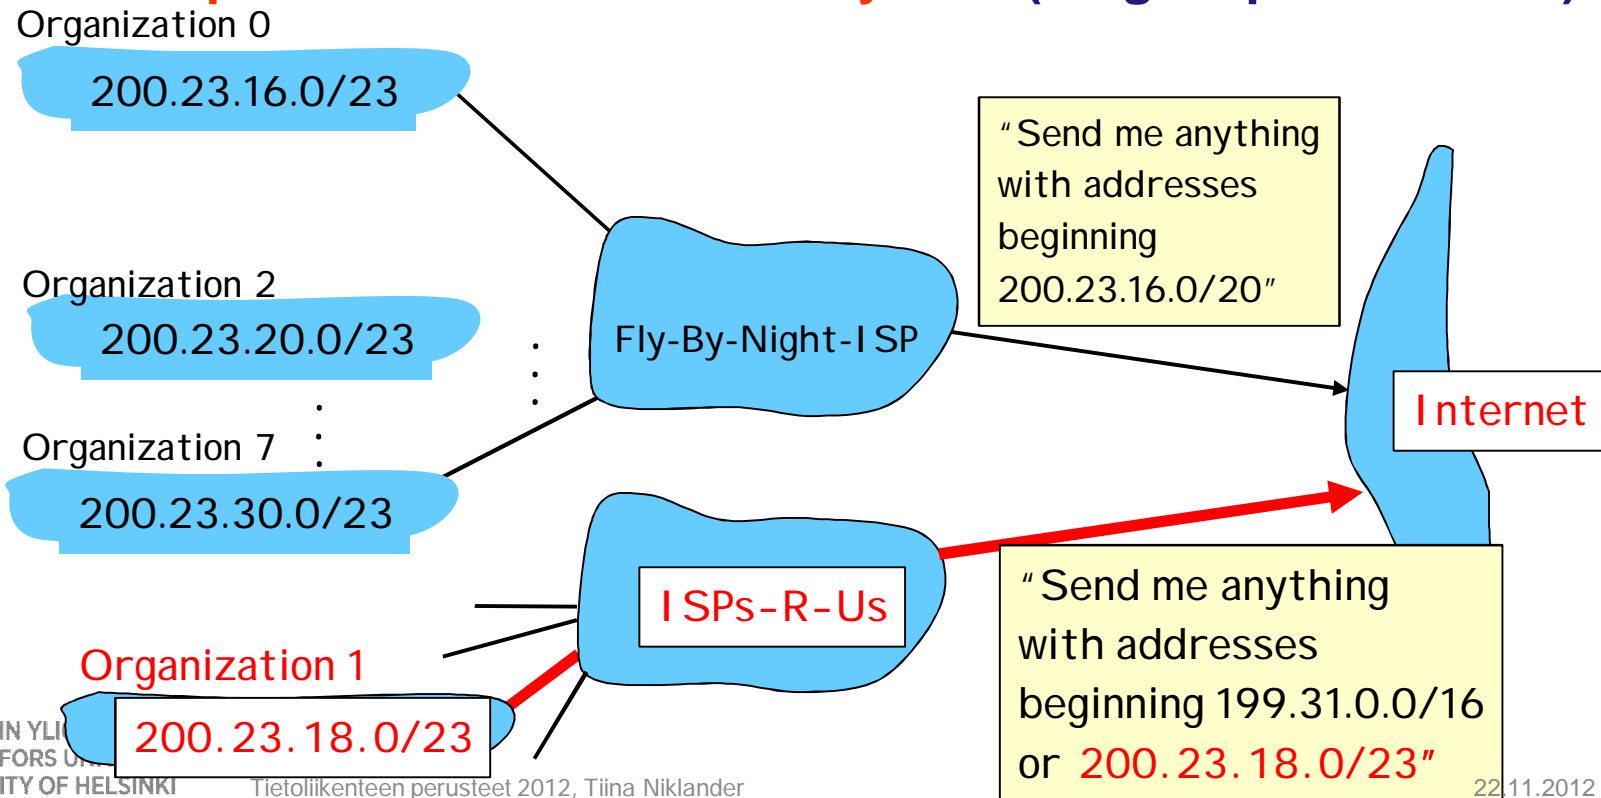 Organization 0
200.23.16.0/23
"Send me anything
with addresses
beginning
200.23.16.0/20"
Organization 2
200.23.20.0/23
Fly-By-Night-ISP
Internet
Organization 7
200.23.30.0/23
ISPs-R-Us
"Send me anything
with addresses
beginning 199.31.0.0/16
or 200.23.18.0/23"
Organization 1
200.23.18.0/23
ITY OF HELSINKI
Tietoliikenteen perusteet 2012, Tiina Niklander
22.11.2012